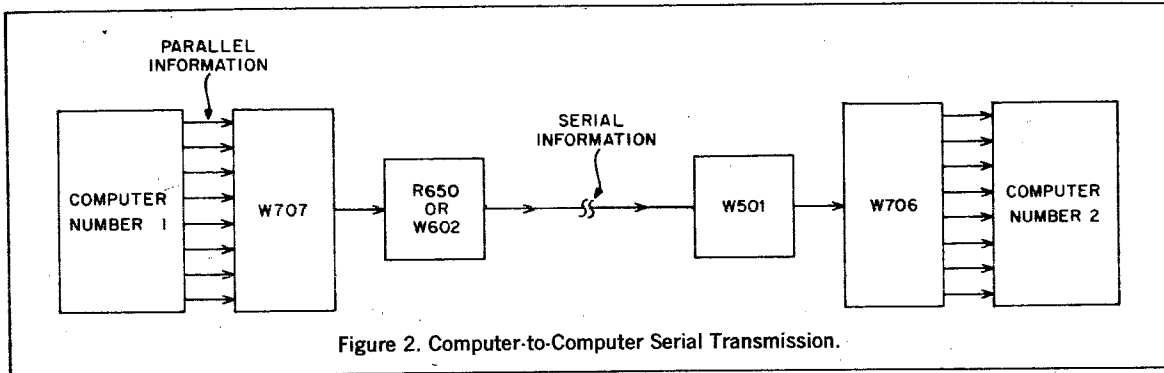 PARALLEL
INFORMATION
SERIAL
INFORMATION
COMPUTER
NUMBER 1
W707
R650
OR
W602
W501
W706
COMPUTER
NUMBER 2
Figure 2. Computer-to-Computer Serial Transmission.